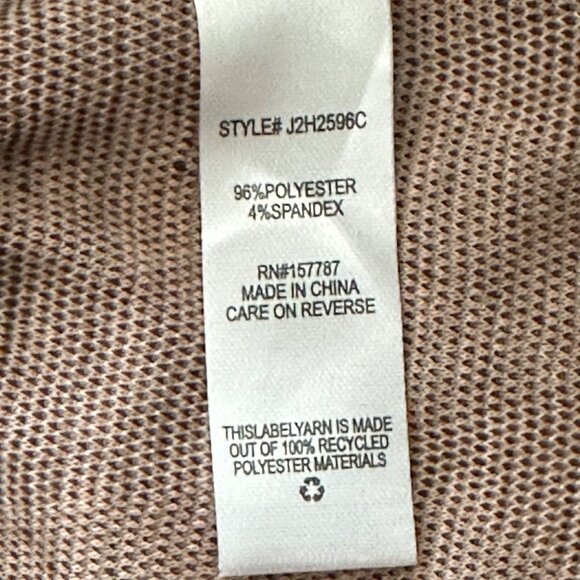 STYLE# J2H2596C
96%POLYESTER
4%SPANDEX
RN#157787
MADE IN CHINA
CARE ON REVERSE
THISLABELYARN IS MADE
OUT OF 100% RECYCLED
POLYESTER MATERIALS